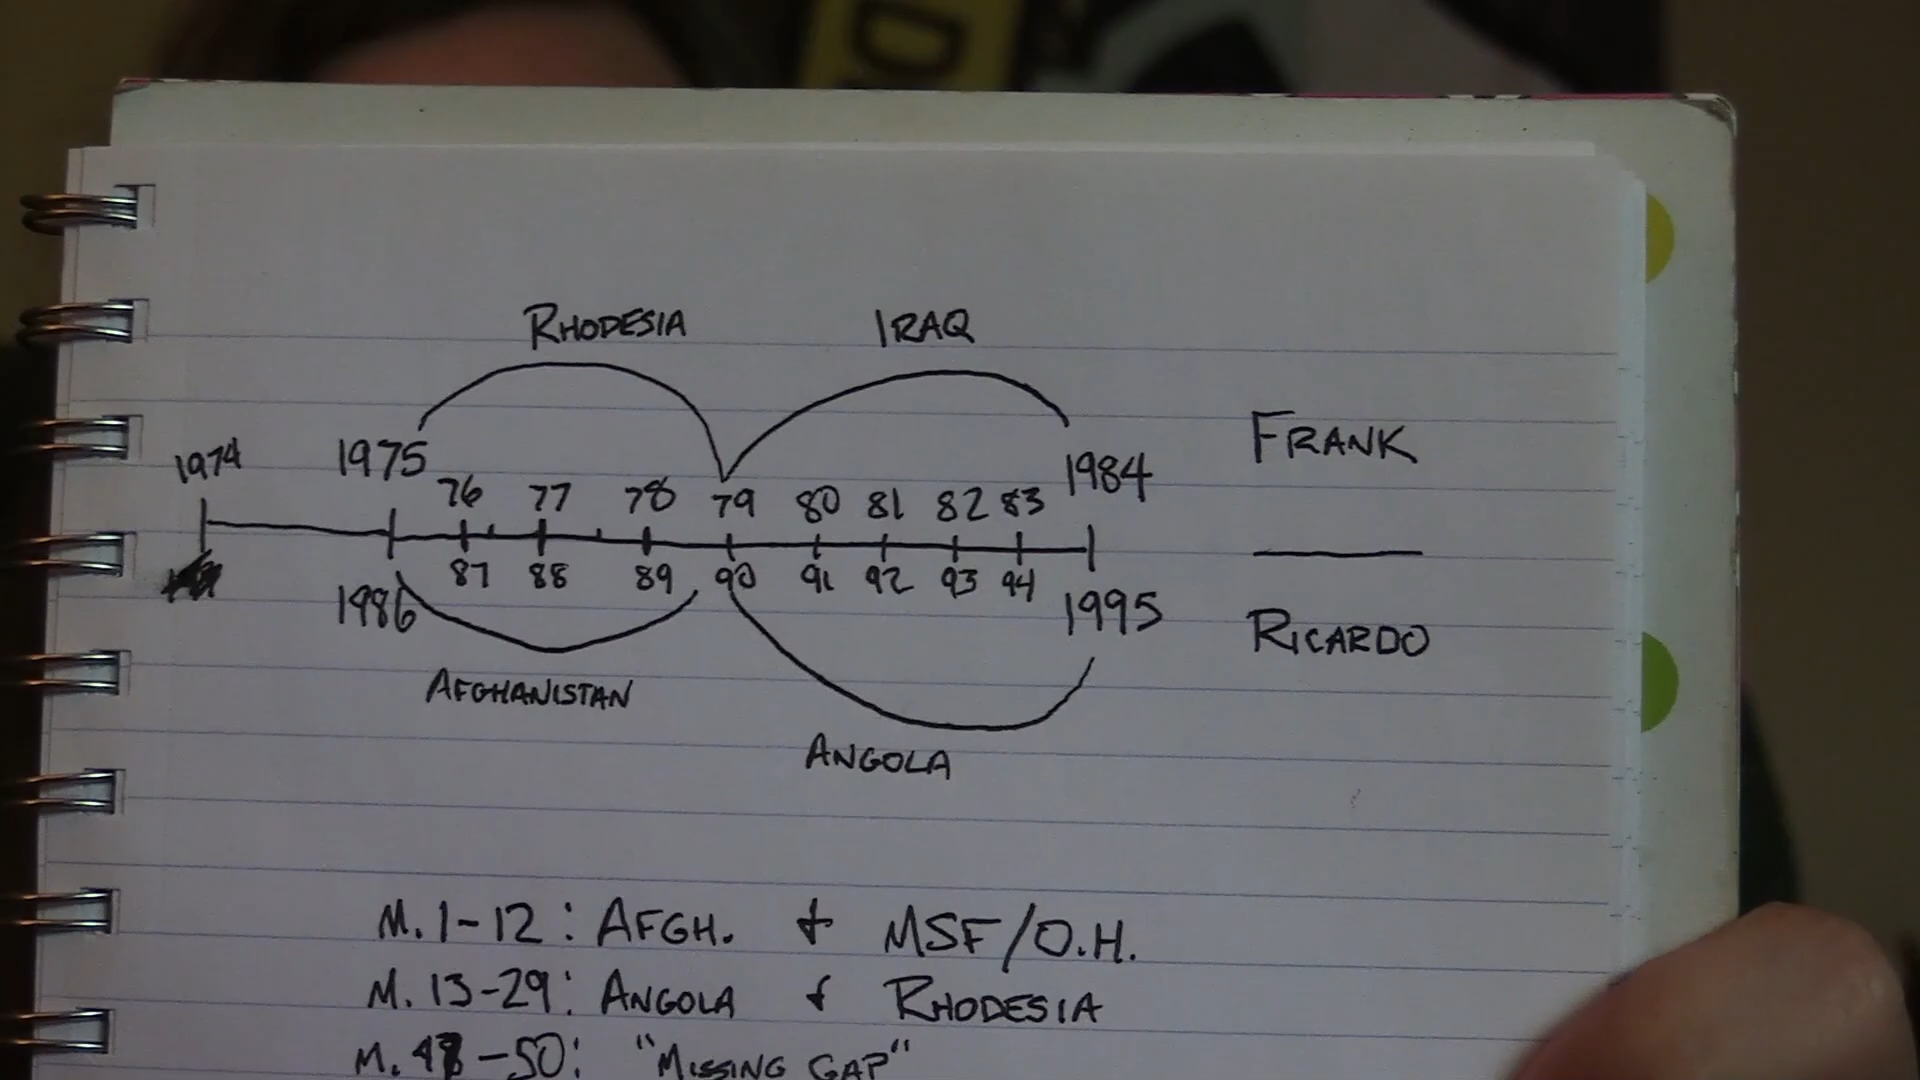 D
RHODESIA IRAQ
1974 1975 76 77 78 79 80 81 82 83 1984
FRANK
1986 87 88 89 90 91 92 93 94 1995
RICARDO
AFGHANISTAN
ANGOLA
M. 1-12: AFGH. & MSF/O.H.
M. 13-29: ANGOLA & RHODESIA
M. 48-50: "MISSING GAP"